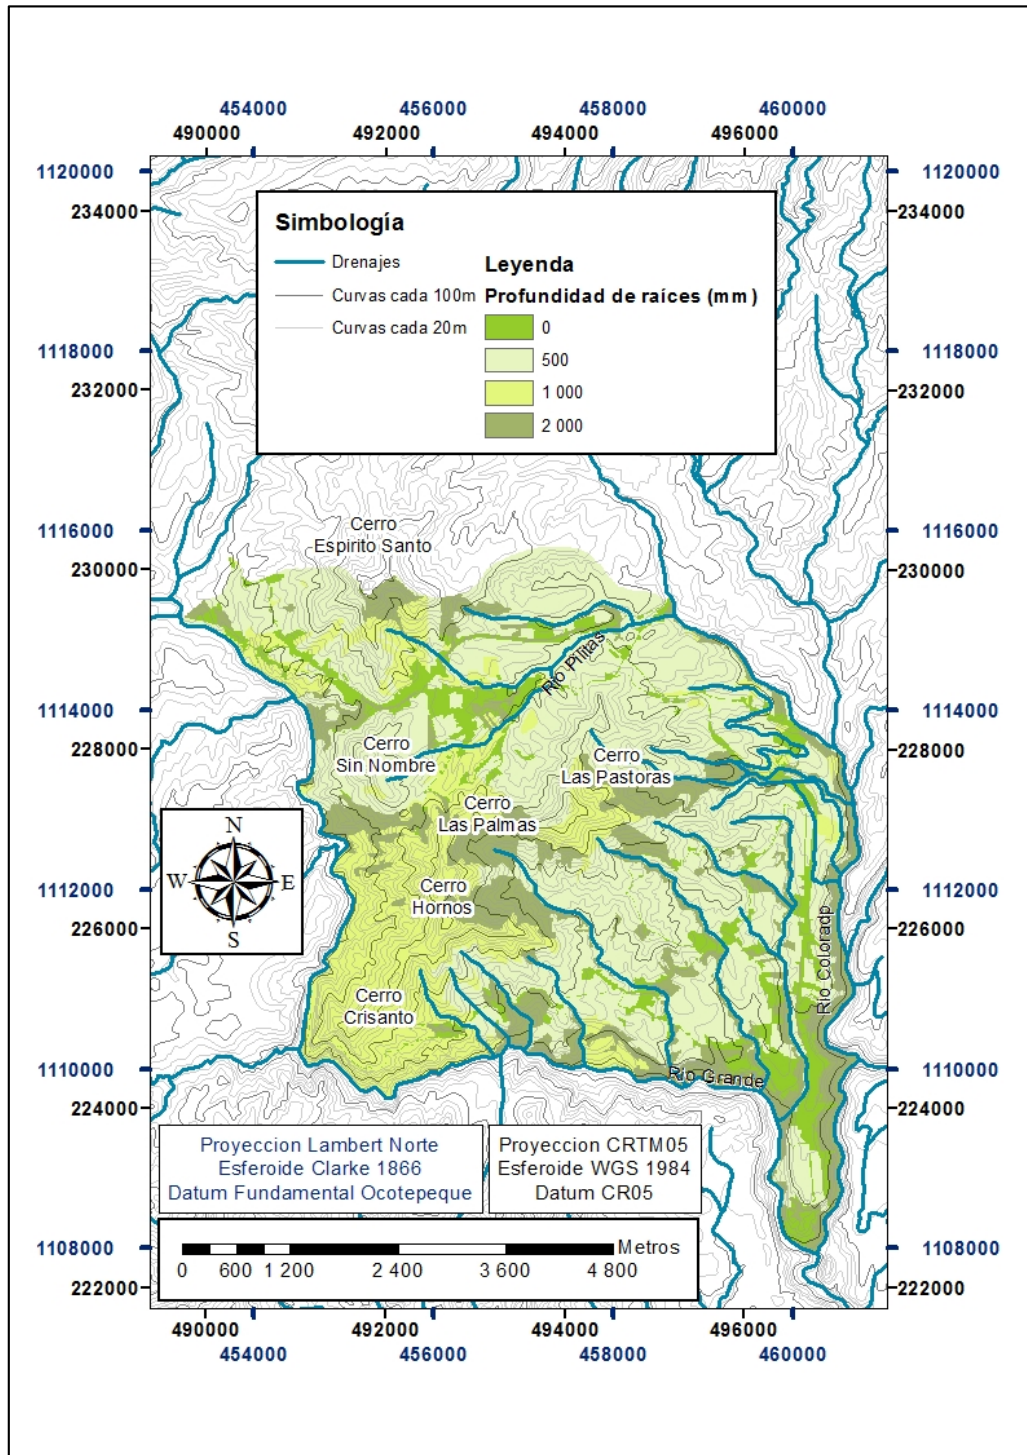 454000 456000 458000 460000
490000 492000 494000 496000
1120000 1120000
234000 234000
Simbología
Drenajes
Leyenda
Curvas cada 100m
Profundidad de raíces (mm)
Curvas cada 20m
0
500
1 000
2 000
1118000 1118000
232000 232000
1116000 1116000
Cerro
Espirito Santo
230000 230000
Rio Pilitas
1114000 1114000
228000 228000
Cerro
Sin Nombre
Cerro
Las Pastoras
Cerro
Las Palmas
N
W E
S
Cerro
Hornos
1112000 1112000
226000 226000
Rio Coloradp
Cerro
Crisanto
1110000 1110000
Rio Grande
224000 224000
Proyeccion Lambert Norte
Esferoide Clarke 1866
Datum Fundamental Ocotepeque
Proyeccion CRTM05
Esferoide WGS 1984
Datum CR05
Metros
0 600 1 200 2 400 3 600 4 800
1108000 1108000
222000 222000
490000 492000 494000 496000
454000 456000 458000 460000